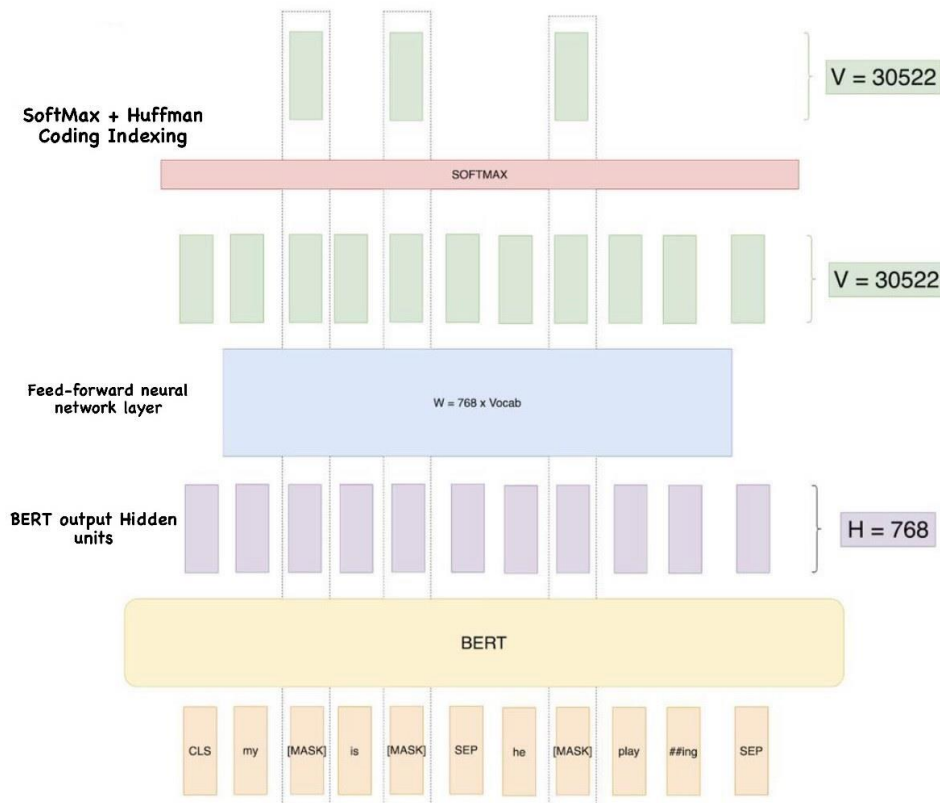 V = 30522
SoftMax + Huffman
Coding Indexing
SOFTMAX
V = 30522
Feed-forward neural
network layer
W = 768 x Vocab
BERT output Hidden
units
H = 768
BERT
CLS my [MASK] is [MASK] SEP he [MASK] play ##ing SEP